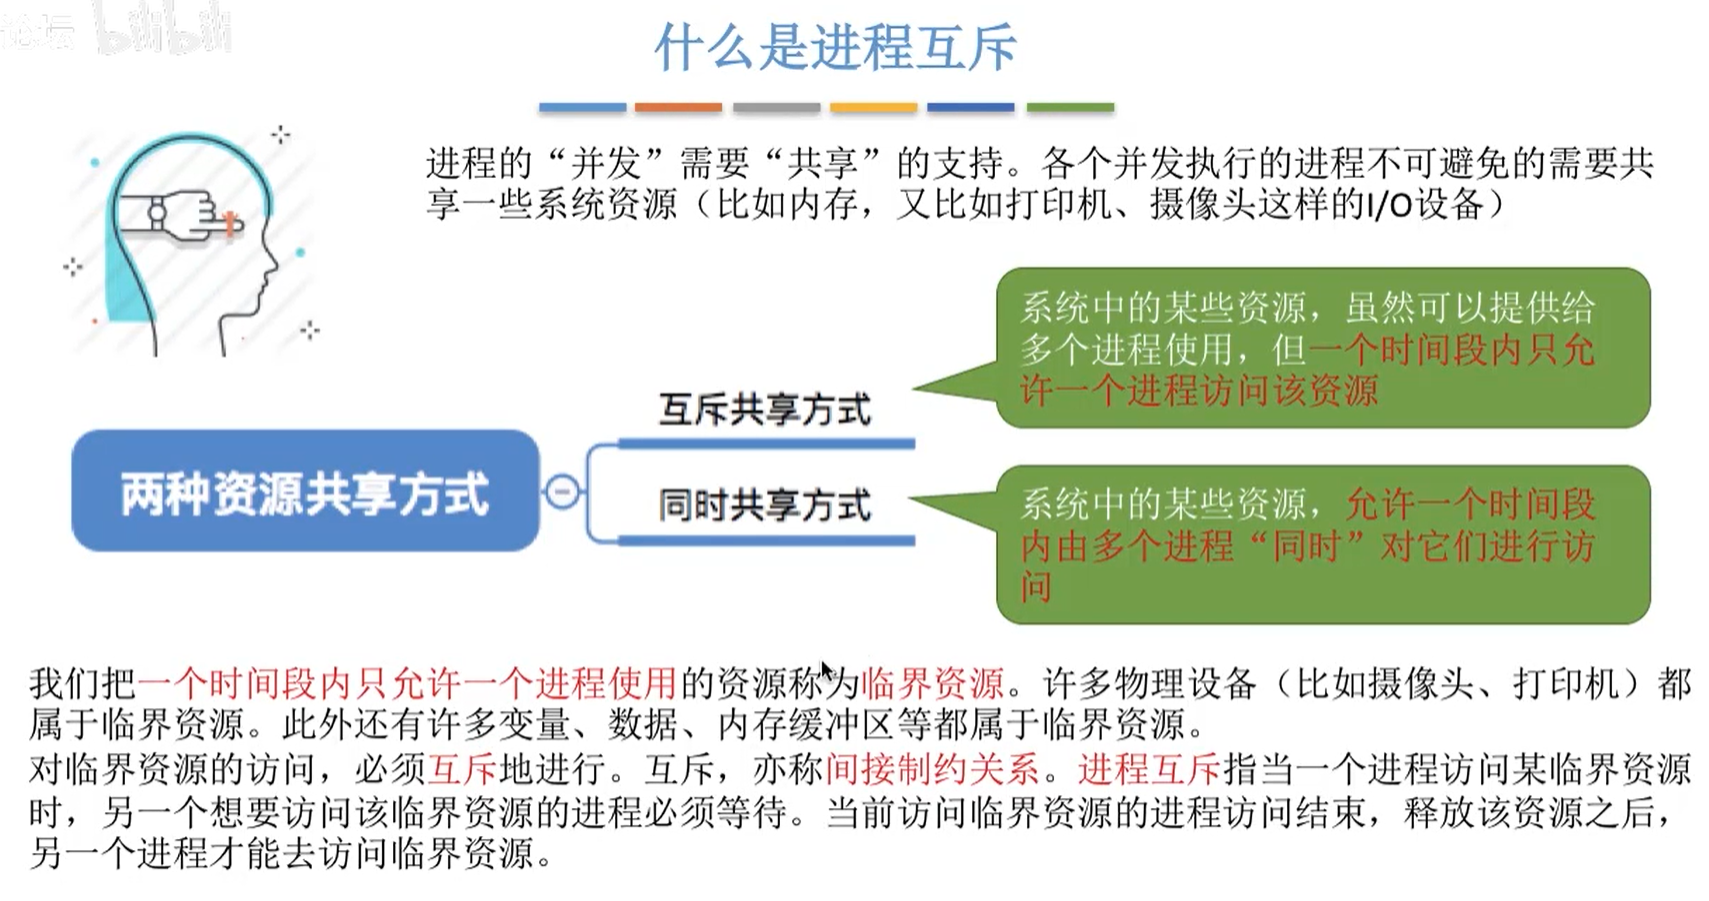 论坛 bilibili
什么是进程互斥
进程的“并发”需要“共享”的支持。各个并发执行的进程不可避免的需要共
享一些系统资源（比如内存，又比如打印机、摄像头这样的I/O设备）
系统中的某些资源，虽然可以提供给
多个进程使用，但一个时间段内只允
许一个进程访问该资源
互斥共享方式
两种资源共享方式
同时共享方式
系统中的某些资源，允许一个时间段
内由多个进程“同时”对它们进行访
问
我们把一个时间段内只允许一个进程使用的资源称为临界资源。许多物理设备（比如摄像头、打印机）都
属于临界资源。此外还有许多变量、数据、内存缓冲区等都属于临界资源。
对临界资源的访问，必须互斥地进行。互斥，亦称间接制约关系。进程互斥指当一个进程访问某临界资源
时，另一个想要访问该临界资源的进程必须等待。当前访问临界资源的进程访问结束，释放该资源之后，
另一个进程才能去访问临界资源。